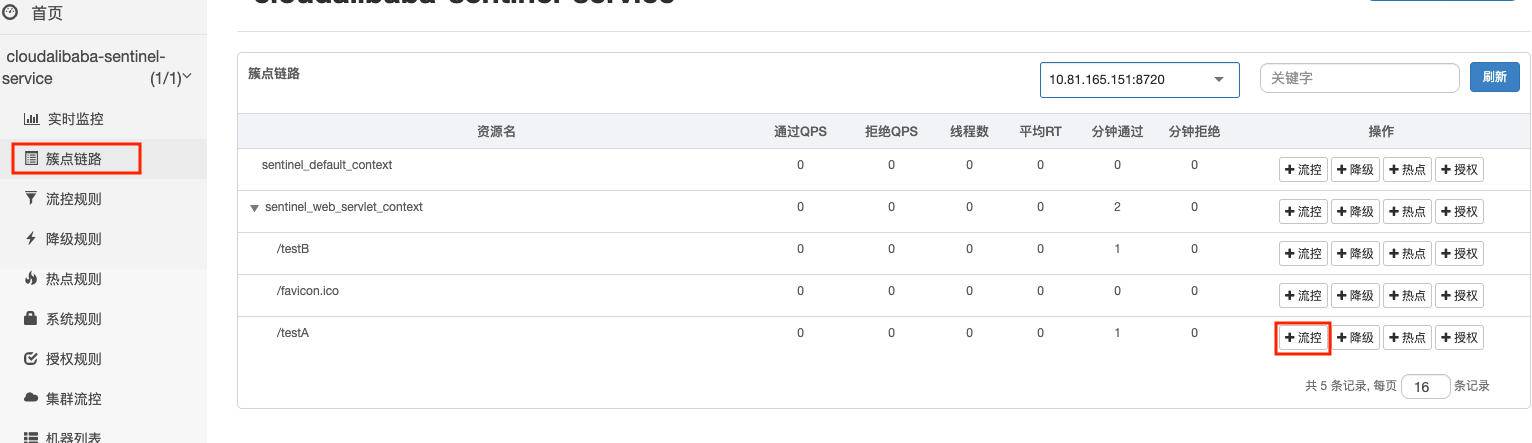 首页
cloudalibaba-sentinel-service
cloudalibaba-sentinel-
service (1/1)
实时监控
簇点链路
流控规则
降级规则
热点规则
系统规则
授权规则
集群流控
机器列表
簇点链路 10.81.165.151:8720 关键字 刷新
资源名 通过QPS 拒绝QPS 线程数 平均RT 分钟通过 分钟拒绝 操作
sentinel_default_context 0 0 0 0 0 0 +流控 +降级 +热点 +授权
sentinel_web_servlet_context 0 0 0 0 2 0 +流控 +降级 +热点 +授权
/testB 0 0 0 0 1 0 +流控 +降级 +热点 +授权
/favicon.ico 0 0 0 0 0 0 +流控 +降级 +热点 +授权
/testA 0 0 0 0 1 0 +流控 +降级 +热点 +授权
共 5 条记录, 每页 16 条记录